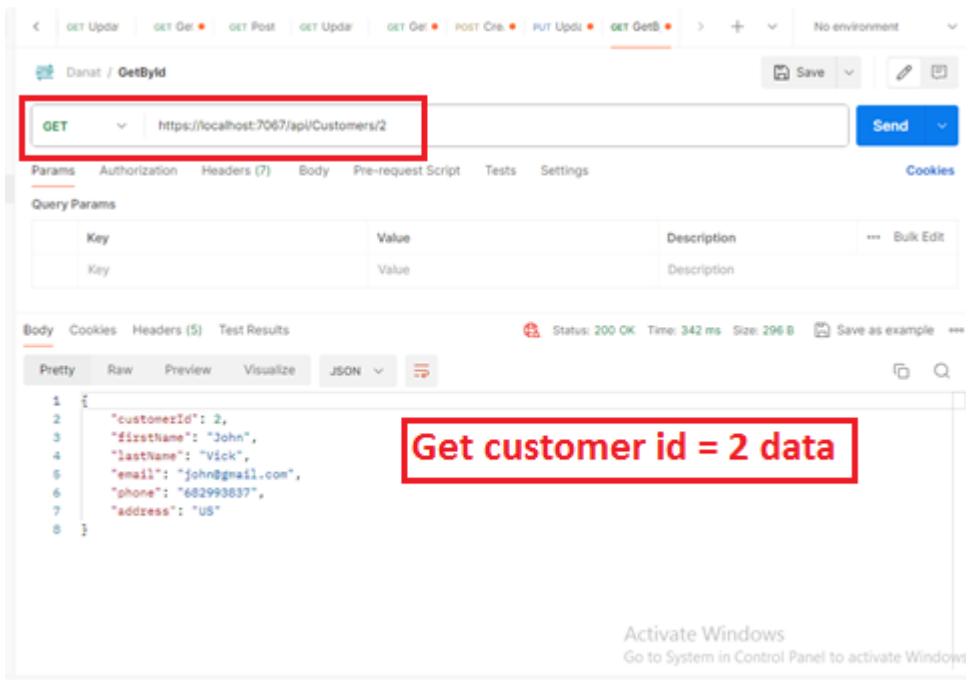 GET Updar GET Get GET Post GET Updar GET Get POST Cre. PUT Upda GET GetB No environment
Danat / GetById Save
GET https://localhost:7067/api/Customers/2 Send
Params Authorization Headers (7) Body Pre-request Script Tests Settings Cookies
Query Params
Key Value Description ••• Bulk Edit
Key Value Description
Body Cookies Headers (5) Test Results Status: 200 OK Time: 342 ms Size: 296 B Save as example •••
Pretty Raw Preview Visualize JSON
1 {
2 "customerId": 2,
3 "firstName": "John",
4 "lastName": "Vick",
5 "email": "john@gmail.com",
6 "phone": "682993837",
7 "address": "US"
8 }
Get customer id = 2 data
Activate Windows
Go to System in Control Panel to activate Windows